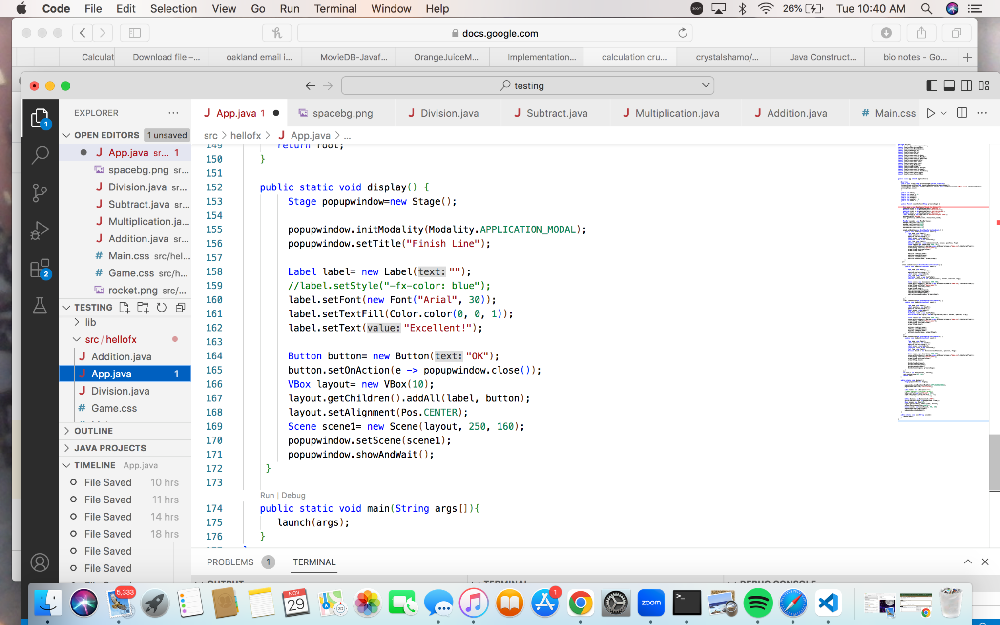 Code File Edit Selection View Go Run Terminal Window Help zoom 26% Tue 10:40 AM
docs.google.com
Calculat Download file –... oakland email i... MovieDB-Javaf... OrangeJuiceM... Implementation... calculation cru... crystalshamo/... Java Construct... bio notes - Go...
testing
EXPLORER
App.java 1 spacebg.png Division.java Subtract.java Multiplication.java Addition.java # Main.css
OPEN EDITORS 1 unsaved
src > hellofx > App.java > ...
App.java sr... 1
spacebg.png sr...
Division.java sr...
Subtract.java sr...
Multiplication.ja...
Addition.java sr...
# Main.css src/hel...
# Game.css src/h...
rocket.png src/...
TESTING
lib
src / hellofx
Addition.java
App.java 1
Division.java
# Game.css
OUTLINE
JAVA PROJECTS
TIMELINE App.java
File Saved 10 hrs
File Saved 11 hrs
File Saved 14 hrs
File Saved 18 hrs
File Saved
File Saved
149 return root;
150 }
151
152 public static void display() {
153 Stage popupwindow=new Stage();
154
155 popupwindow.initModality(Modality.APPLICATION_MODAL);
156 popupwindow.setTitle("Finish Line");
157
158 Label label= new Label(text: "");
159 //label.setStyle("-fx-color: blue");
160 label.setFont(new Font("Arial", 30));
161 label.setTextFill(Color.color(0, 0, 1));
162 label.setText(value: "Excellent!");
163
164 Button button= new Button(text: "OK");
165 button.setOnAction(e -> popupwindow.close());
166 VBox layout= new VBox(10);
167 layout.getChildren().addAll(label, button);
168 layout.setAlignment(Pos.CENTER);
169 Scene scene1= new Scene(layout, 250, 160);
170 popupwindow.setScene(scene1);
171 popupwindow.showAndWait();
172 }
173
Run | Debug
174 public static void main(String args[]){
175 launch(args);
176 }
PROBLEMS 1 TERMINAL
OUTPUT TERMINAL DEBUG CONSOLE
1
2
5,333
NOV
29
3D
1
zoom